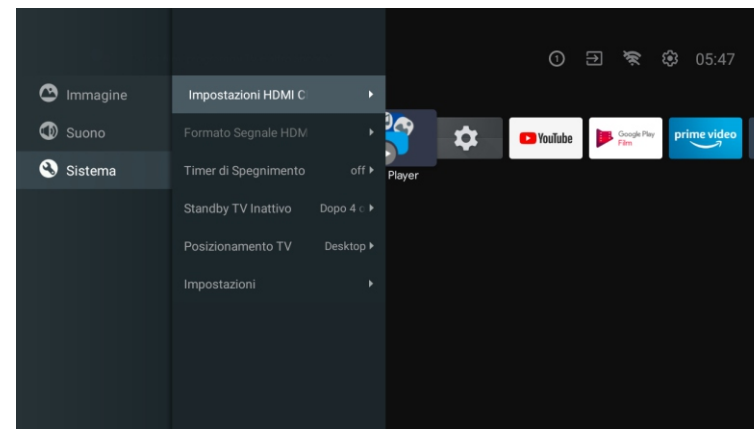 05:47
Immagine
Suono
Sistema
Impostazioni HDMI C
Formato Segnale HDM
Timer di Spegnimento off
Standby TV Inattivo Dopo 4
Posizionamento TV Desktop
Impostazioni
Player
YouTube
Google Play
Film
prime video